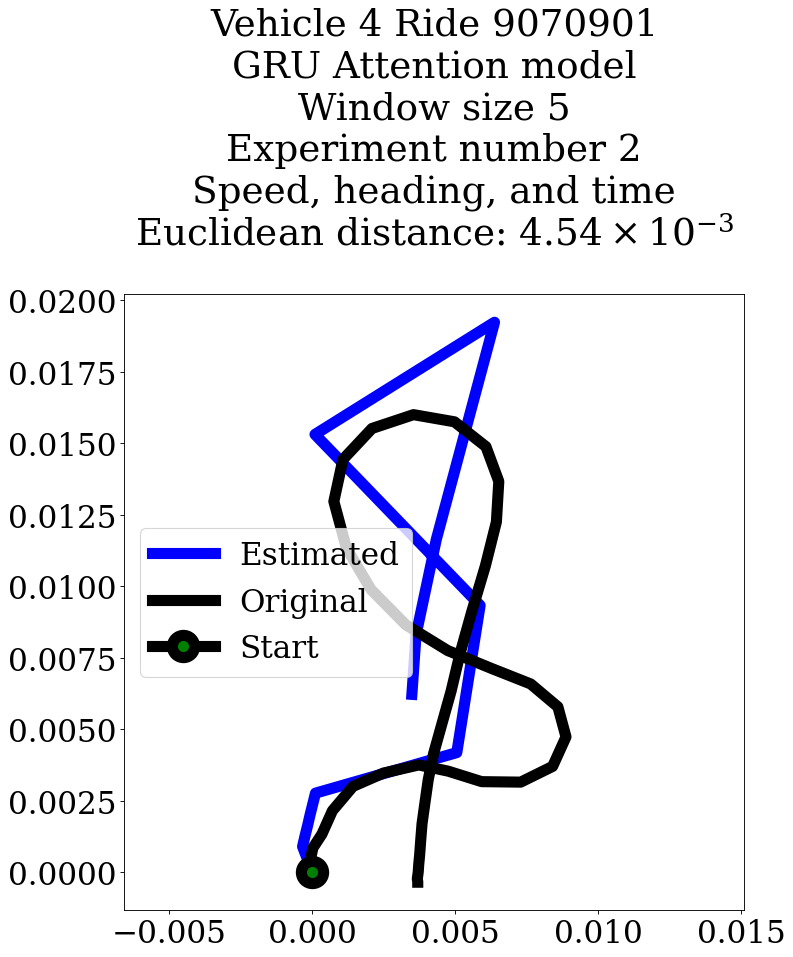 Vehicle 4 Ride 9070901
GRU Attention model
Window size 5
Experiment number 2
Speed, heading, and time
Euclidean distance: 4.54 × 10⁻³
0.0200
0.0175
0.0150
0.0125
0.0100
0.0075
0.0050
0.0025
0.0000
Estimated
Original
Start
−0.005 0.000 0.005 0.010 0.015